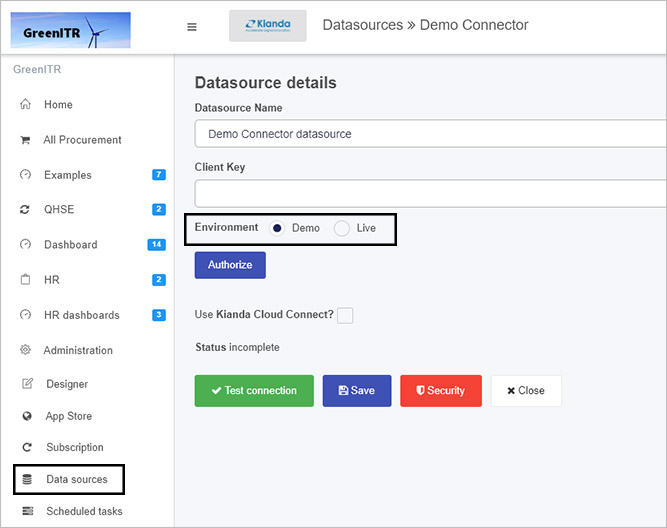 GreenITR
Kianda
Datasources » Demo Connector
GreenITR
Home
All Procurement
Examples 7
QHSE 2
Dashboard 14
HR 2
HR dashboards 3
Administration
Designer
App Store
Subscription
Data sources
Scheduled tasks
Datasource details
Datasource Name
Demo Connector datasource
Client Key
Environment Demo Live
Authorize
Use Kianda Cloud Connect?
Status incomplete
Test connection Save Security Close